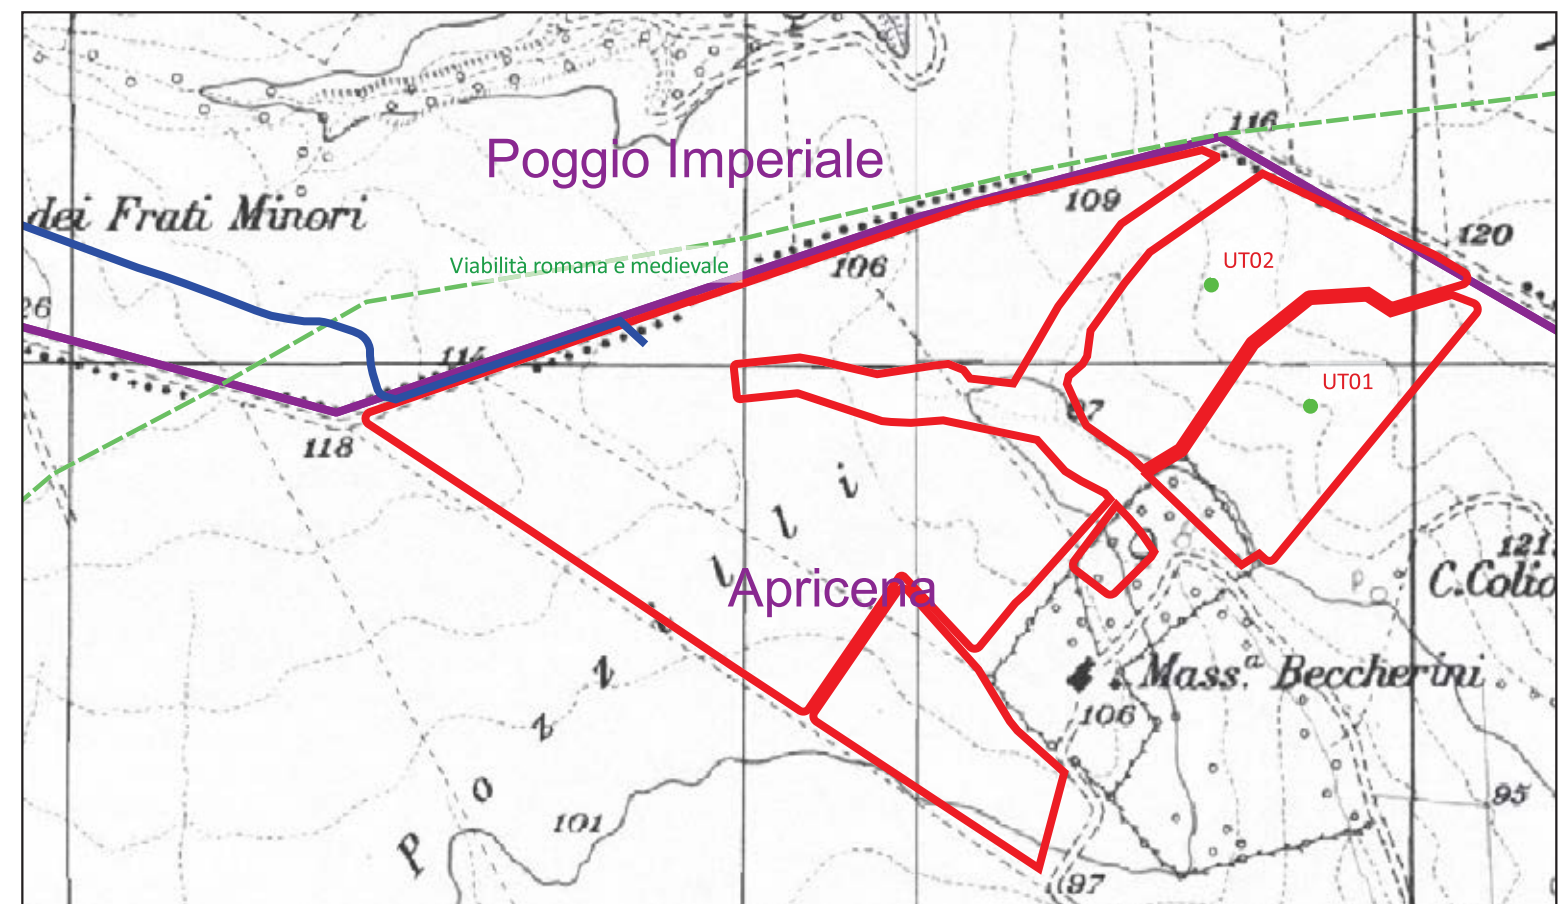 116
Poggio Imperiale
109
dei Frati Minori
120
Viabilità romana e medievale
106
UT02
26
114
UT01
97
118
P o z z i l l i
121
Apricena
C.Colio
Mass.ª Beccherini
106
95
101
97